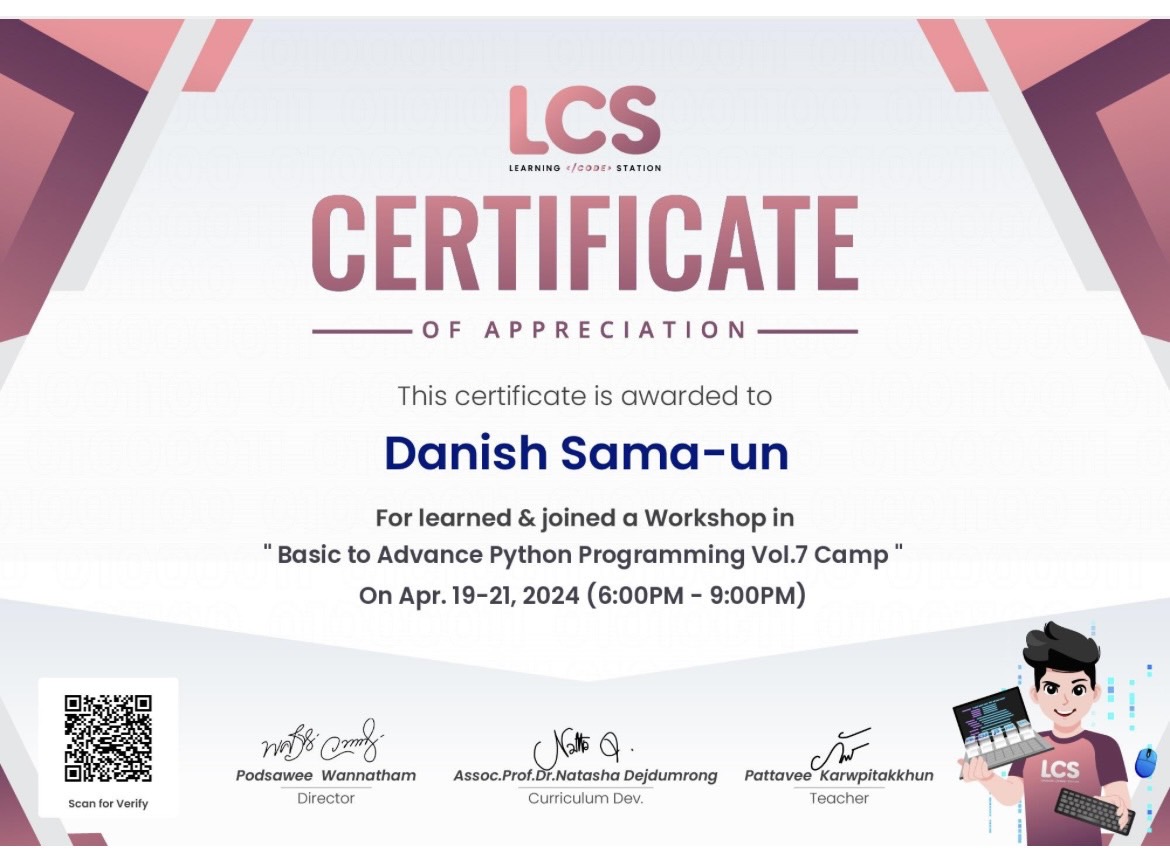 LCS
LEARNING </CODE> STATION
CERTIFICATE
OF APPRECIATION
This certificate is awarded to
Danish Sama-un
For learned & joined a Workshop in
" Basic to Advance Python Programming Vol.7 Camp "
On Apr. 19-21, 2024 (6:00PM - 9:00PM)
Podsawee Wannatham
Director
Assoc.Prof.Dr.Natasha Dejdumrong
Curriculum Dev.
Pattavee Karwpitakkhun
Teacher
Scan for Verify
LCS